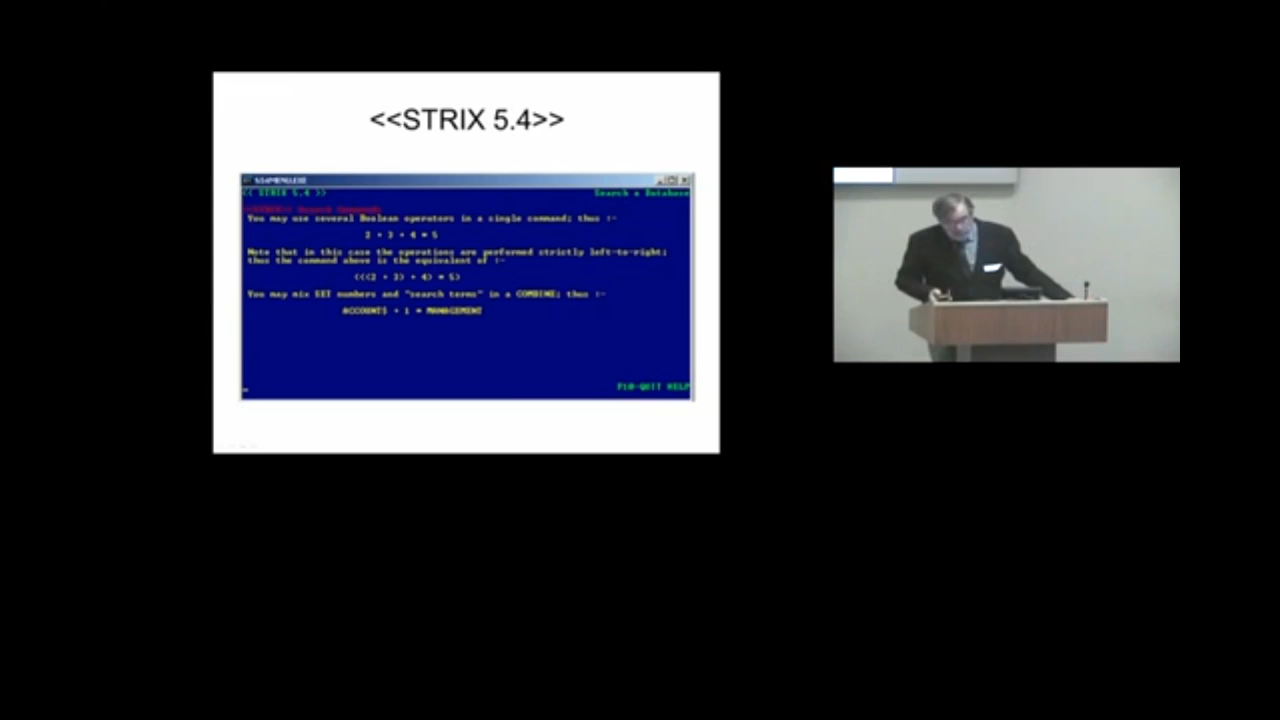 <<STRIX 5.4>>
<< STRIX 5.4 >>
Search a Database
Search Commands
You may use several Boolean operators in a single command; thus :-
2 + 3 + 4 * 5
Note that in this case the operations are performed strictly left-to-right;
thus the command above is the equivalent of :-
(((2 + 3) + 4) * 5)
You may mix SET numbers and "search terms" in a COMBINE; thus :-
ACCOUNT$ + 1 * MANAGEMENT
F10-QUIT HELP